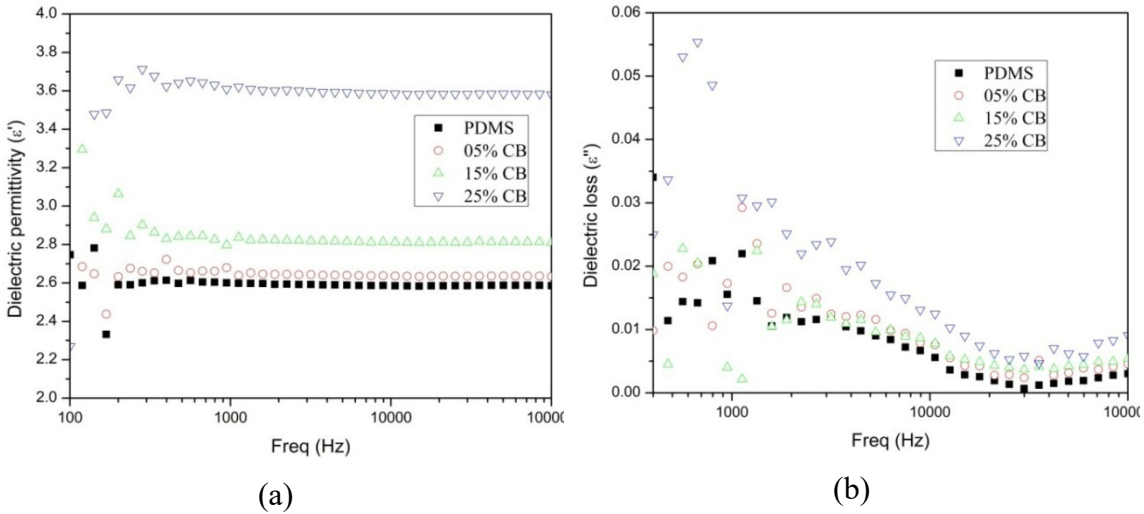 4.0
3.8
3.6
3.4
3.2
3.0
2.8
2.6
2.4
2.2
2.0
Dielectric permittivity (ε')
PDMS
05% CB
15% CB
25% CB
100
1000
10000
10000
Freq (Hz)
(a)
0.06
0.05
0.04
0.03
0.02
0.01
0.00
Dielectric loss (ε")
PDMS
05% CB
15% CB
25% CB
1000
10000
10000
Freq (Hz)
(b)